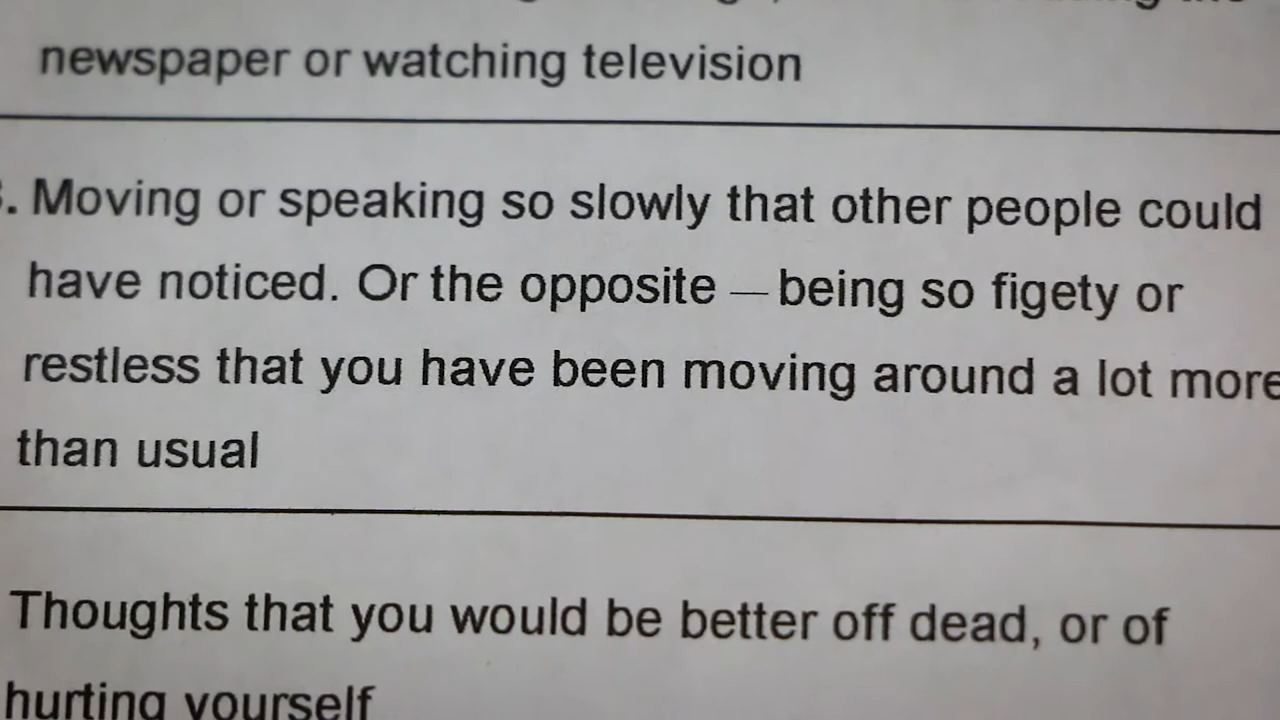 newspaper or watching television
. Moving or speaking so slowly that other people could
have noticed. Or the opposite — being so figety or
restless that you have been moving around a lot more
than usual
Thoughts that you would be better off dead, or of
hurting yourself